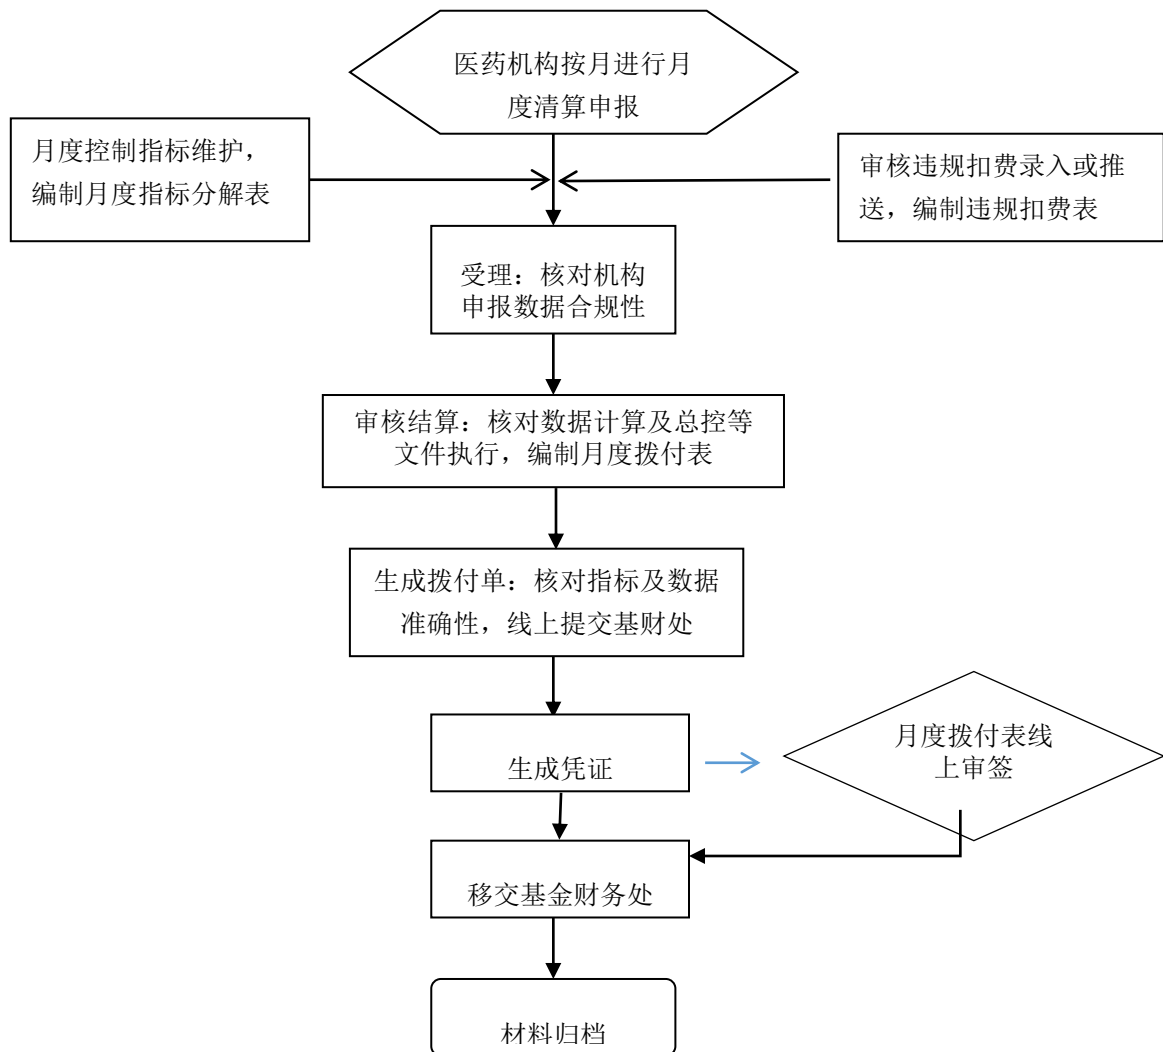 医药机构按月进行月
度清算申报
月度控制指标维护，
编制月度指标分解表
审核违规扣费录入或推
送，编制违规扣费表
受理：核对机构
申报数据合规性
审核结算：核对数据计算及总控等
文件执行，编制月度拨付表
生成拨付单：核对指标及数据
准确性，线上提交基财处
生成凭证
月度拨付表线
上审签
移交基金财务处
材料归档